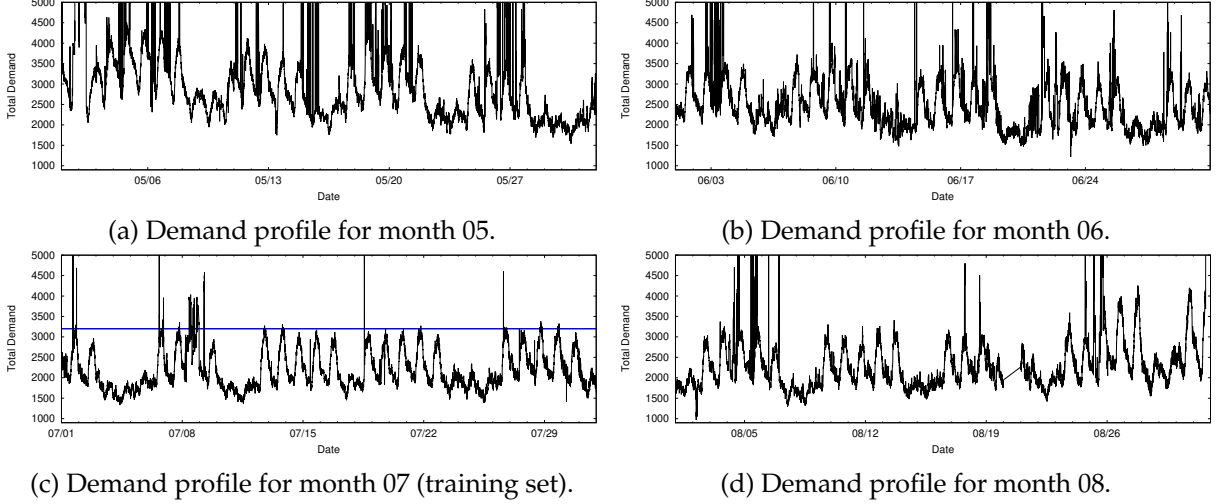 5000
4500
4000
3500
3000
2500
2000
1500
1000
Total Demand
05/06 05/13 05/20 05/27
Date
(a) Demand profile for month 05.
5000
4500
4000
3500
3000
2500
2000
1500
1000
Total Demand
06/03 06/10 06/17 06/24
Date
(b) Demand profile for month 06.
5000
4500
4000
3500
3000
2500
2000
1500
1000
Total Demand
07/01 07/08 07/15 07/22 07/29
Date
(c) Demand profile for month 07 (training set).
5000
4500
4000
3500
3000
2500
2000
1500
1000
Total Demand
08/05 08/12 08/19 08/26
Date
(d) Demand profile for month 08.